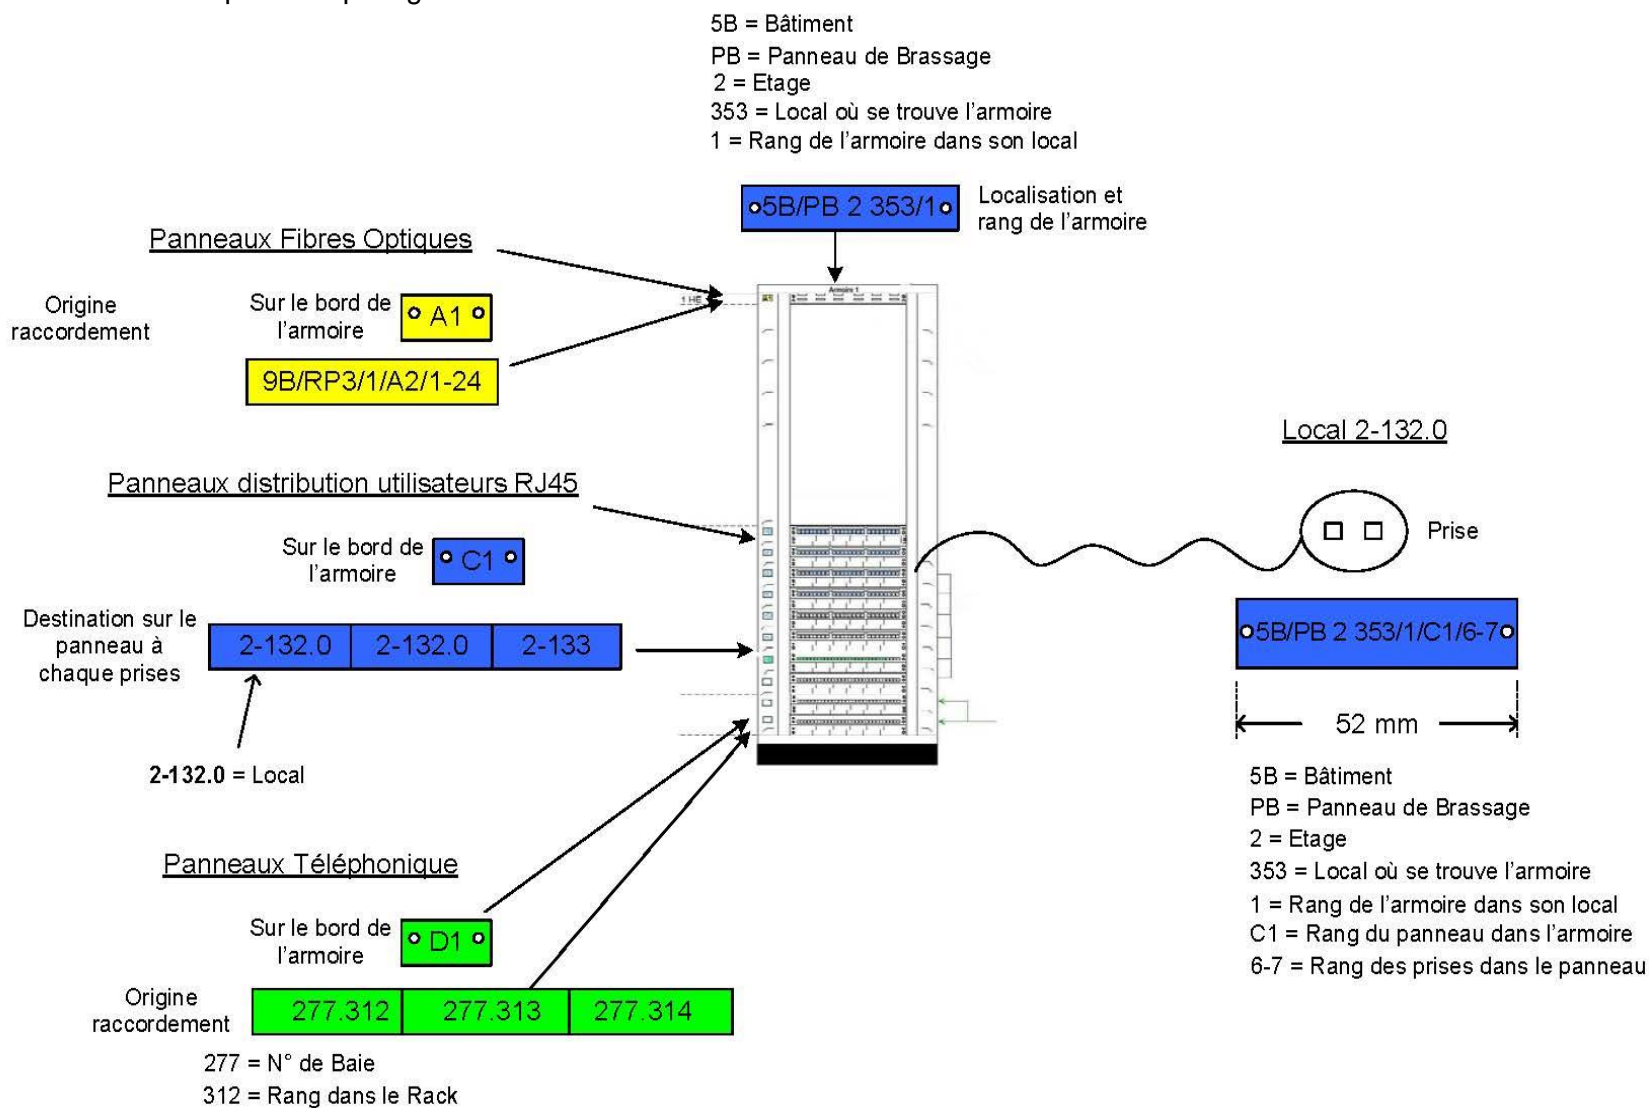 5B = Bâtiment
PB = Panneau de Brassage
2 = Etage
353 = Local où se trouve l'armoire
1 = Rang de l'armoire dans son local
5B/PB 2 353/1
Localisation et
rang de l'armoire
Panneaux Fibres Optiques
Origine
raccordement
Sur le bord de
l'armoire
A1
9B/RP3/1/A2/1-24
1 HE
Armoire 1
Panneaux distribution utilisateurs RJ45
Sur le bord de
l'armoire
C1
Destination sur le
panneau à
chaque prises
2-132.0 2-132.0 2-133
2-132.0 = Local
Local 2-132.0
Prise
5B/PB 2 353/1/C1/6-7
52 mm
5B = Bâtiment
PB = Panneau de Brassage
2 = Etage
353 = Local où se trouve l'armoire
1 = Rang de l'armoire dans son local
C1 = Rang du panneau dans l'armoire
6-7 = Rang des prises dans le panneau
Panneaux Téléphonique
Sur le bord de
l'armoire
D1
Origine
raccordement
277.312 277.313 277.314
277 = N° de Baie
312 = Rang dans le Rack